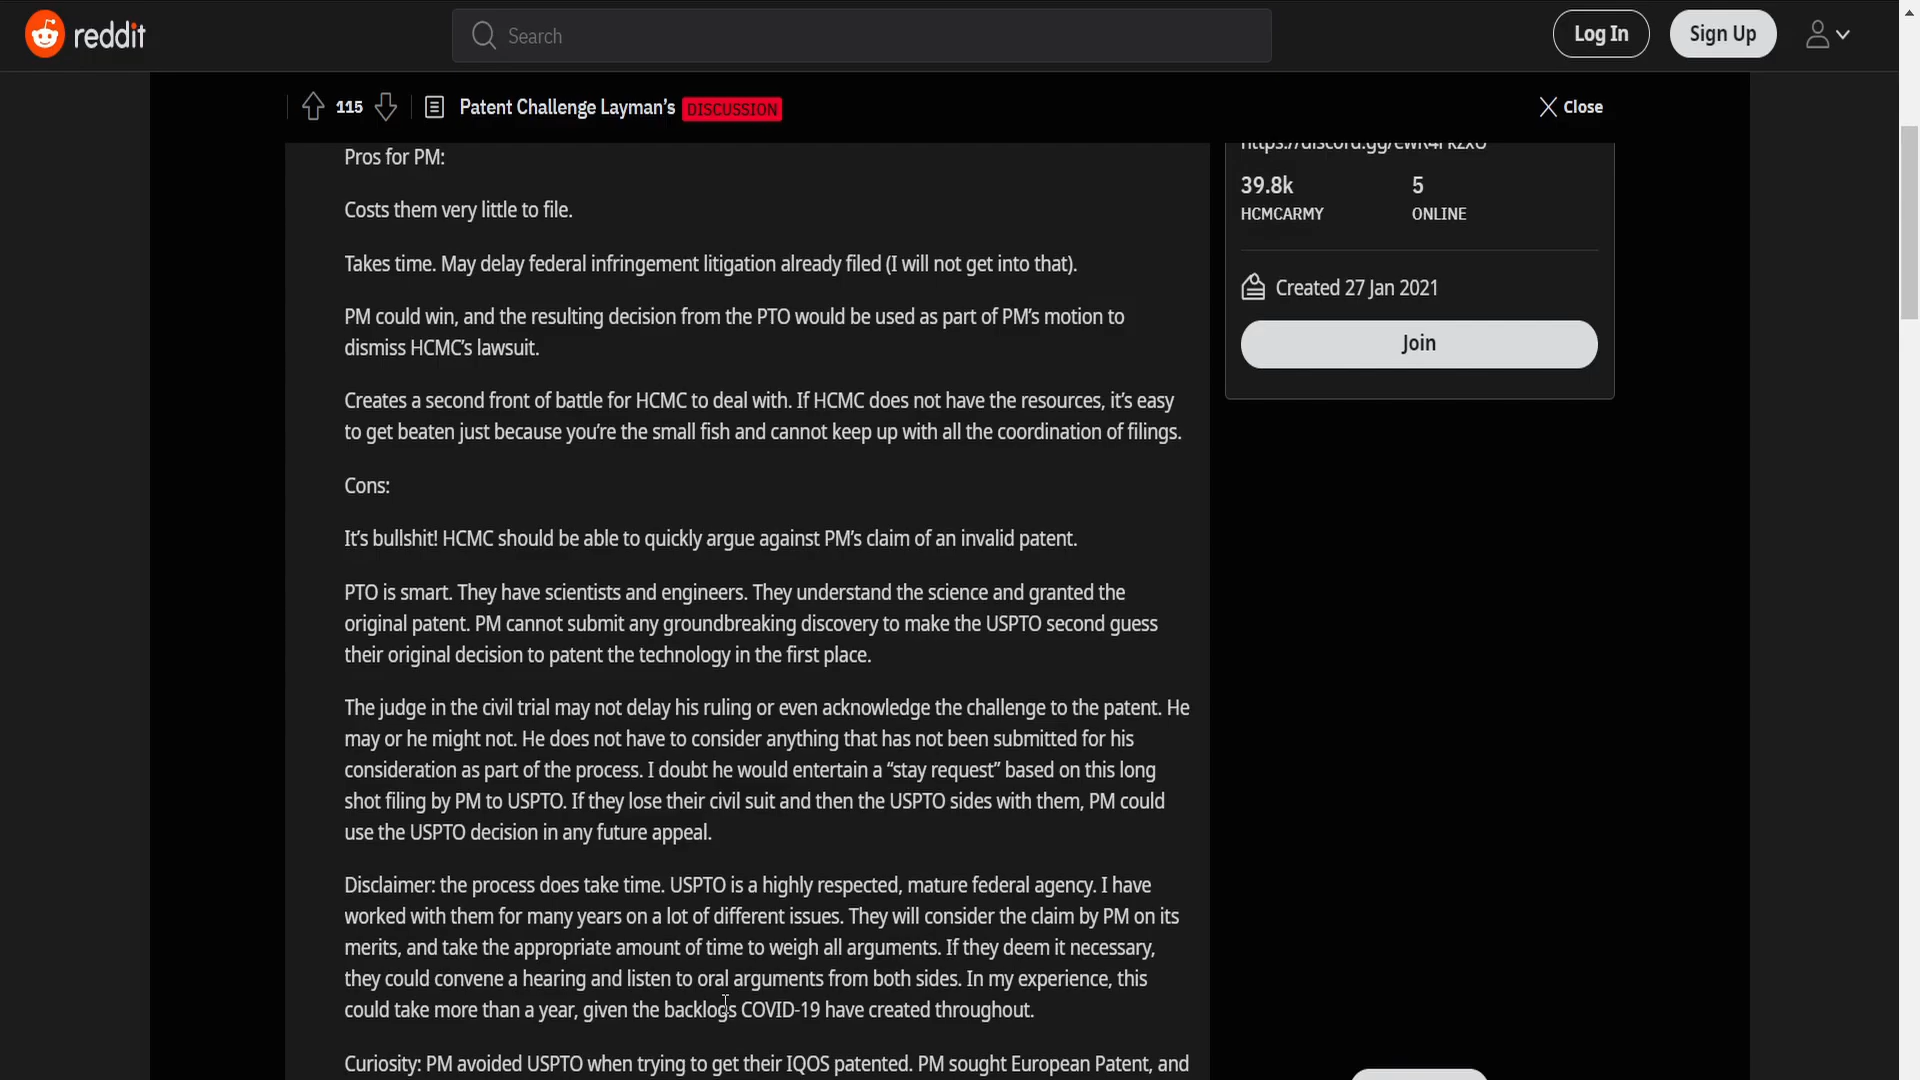 reddit
Search
Log In
Sign Up
115
Patent Challenge Layman's DISCUSSION
Close
Pros for PM:
Costs them very little to file.
Takes time. May delay federal infringement litigation already filed (I will not get into that).
PM could win, and the resulting decision from the PTO would be used as part of PM's motion to
dismiss HCMC's lawsuit.
Creates a second front of battle for HCMC to deal with. If HCMC does not have the resources, it's easy
to get beaten just because you're the small fish and cannot keep up with all the coordination of filings.
Cons:
It's bullshit! HCMC should be able to quickly argue against PM's claim of an invalid patent.
PTO is smart. They have scientists and engineers. They understand the science and granted the
original patent. PM cannot submit any groundbreaking discovery to make the USPTO second guess
their original decision to patent the technology in the first place.
The judge in the civil trial may not delay his ruling or even acknowledge the challenge to the patent. He
may or he might not. He does not have to consider anything that has not been submitted for his
consideration as part of the process. I doubt he would entertain a “stay request” based on this long
shot filing by PM to USPTO. If they lose their civil suit and then the USPTO sides with them, PM could
use the USPTO decision in any future appeal.
Disclaimer: the process does take time. USPTO is a highly respected, mature federal agency. I have
worked with them for many years on a lot of different issues. They will consider the claim by PM on its
merits, and take the appropriate amount of time to weigh all arguments. If they deem it necessary,
they could convene a hearing and listen to oral arguments from both sides. In my experience, this
could take more than a year, given the backlogs COVID-19 have created throughout.
Curiosity: PM avoided USPTO when trying to get their IQOS patented. PM sought European Patent, and
39.8k
5
HCMCARMY
ONLINE
Created 27 Jan 2021
Join